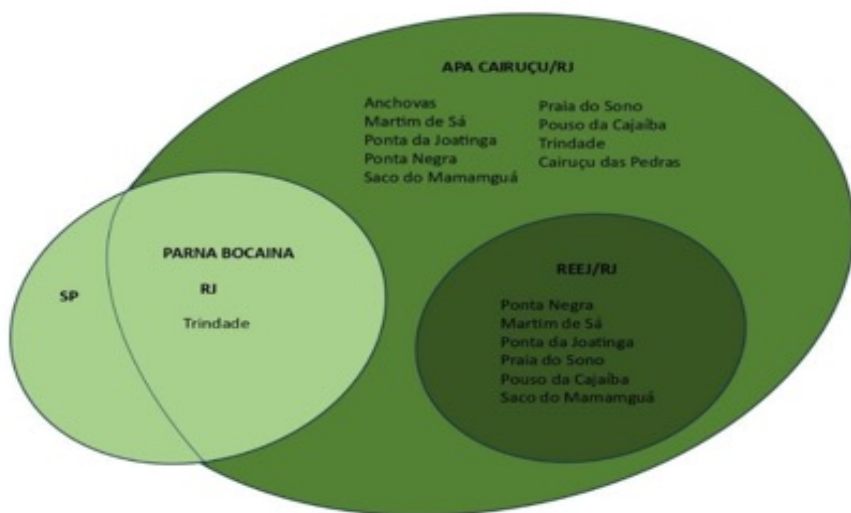 APA CAIRUÇU/RJ
Anchovas
Martim de Sá
Ponta da Joatinga
Ponta Negra
Saco do Mamamguá
Praia do Sono
Pouso da Cajaíba
Trindade
Cairuçu das Pedras
PARNA BOCAINA
SP
RJ
Trindade
REEJ/RJ
Ponta Negra
Martim de Sá
Ponta da Joatinga
Praia do Sono
Pouso da Cajaíba
Saco do Mamamguá